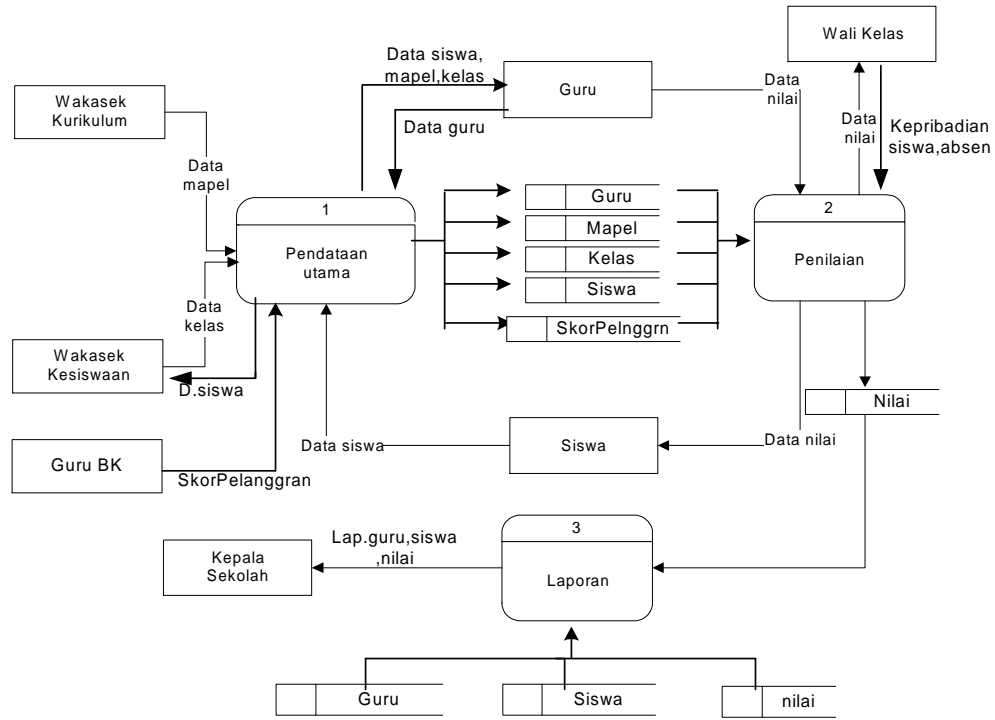 Wali Kelas
Data siswa,
mapel,kelas
Guru
Data
nilai
Wakasek
Kurikulum
Data guru
Data
nilai
Kepribadian
siswa,absen
Data
mapel
1
Pendataan
utama
Guru
Mapel
Kelas
Siswa
SkorPelnggrn
2
Penilaian
Data
kelas
Wakasek
Kesiswaan
D.siswa
Nilai
Guru BK
SkorPelanggran
Data siswa
Siswa
Data nilai
Kepala
Sekolah
Lap.guru,siswa
,nilai
3
Laporan
Guru
Siswa
nilai